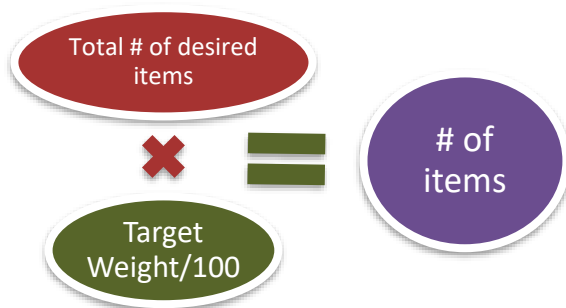 Total # of desired
items
# of
items
Target
Weight/100